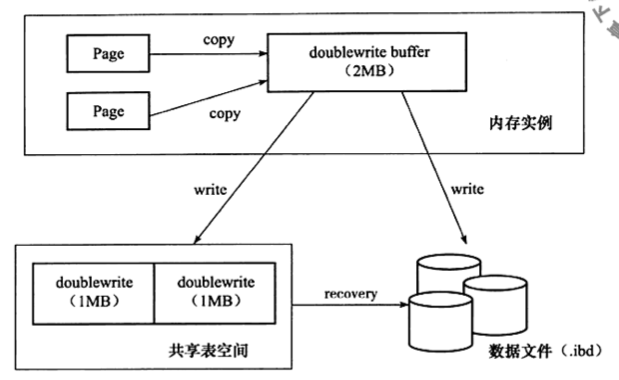 copy
Page
doublewrite buffer
（2MB）
Page
copy
内存实例
write
write
doublewrite
（1MB）
doublewrite
（1MB）
recovery
共享表空间
数据文件（.ibd）